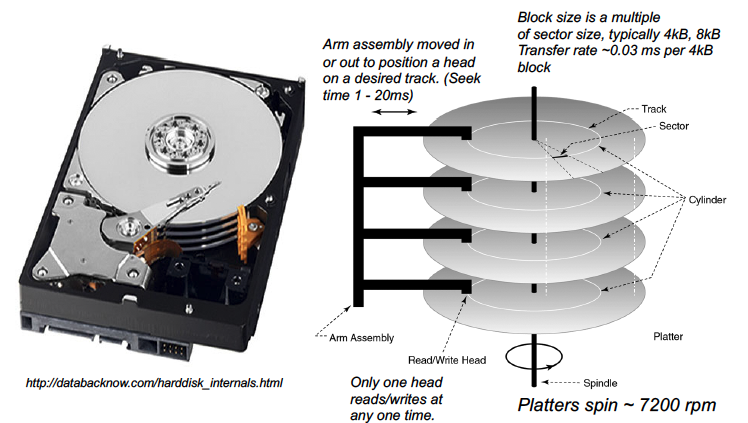 Block size is a multiple
of sector size, typically 4kB, 8kB
Transfer rate ~0.03 ms per 4kB
block
Arm assembly moved in
or out to position a head
on a desired track. (Seek
time 1 - 20ms)
Track
Sector
Cylinder
Arm Assembly
Platter
Read/Write Head
http://databacknow.com/harddisk_internals.html
Only one head
reads/writes at
any one time.
Spindle
Platters spin ~ 7200 rpm